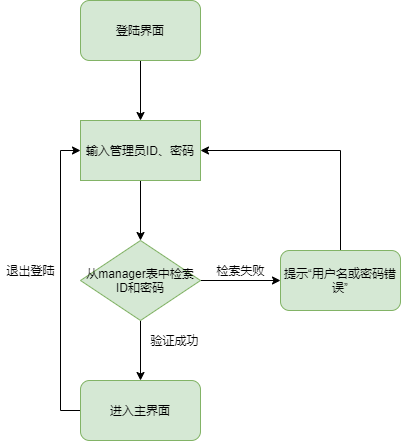 登陆界面
输入管理员ID、密码
退出登陆
从manager表中检索
ID和密码
检索失败
提示“用户名或密码错
误”
验证成功
进入主界面